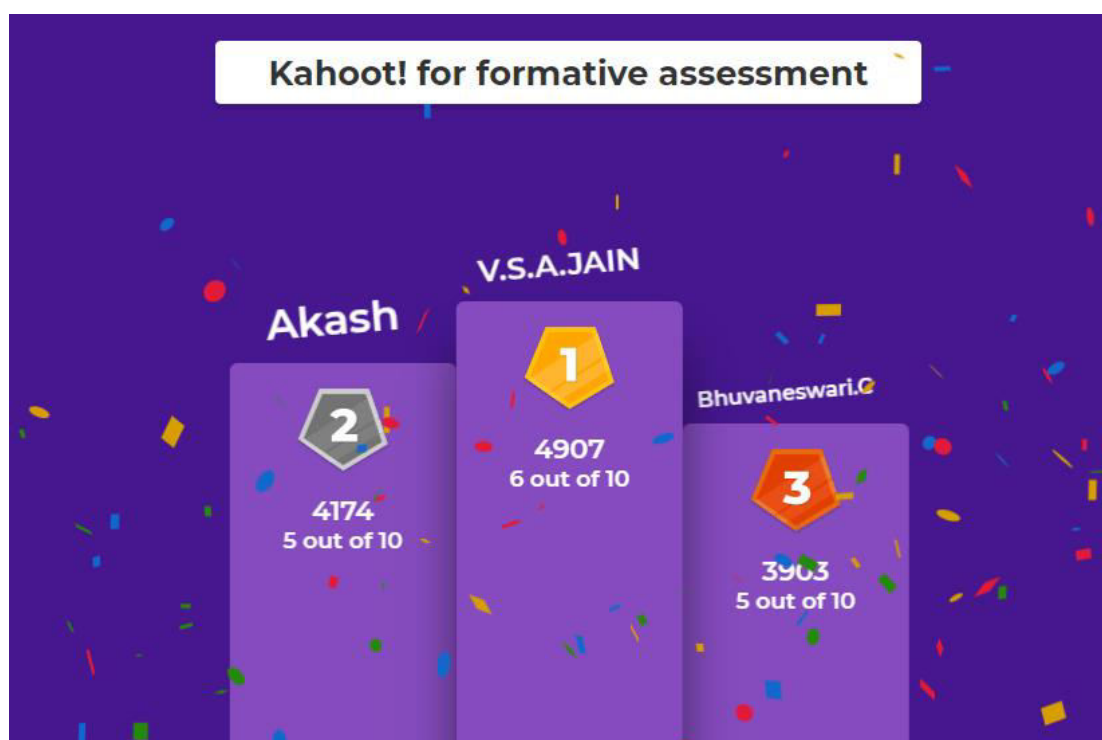 Kahoot! for formative assessment
V.S.A.JAIN
1
4907
6 out of 10
Akash
2
4174
5 out of 10
3
3903
5 out of 10